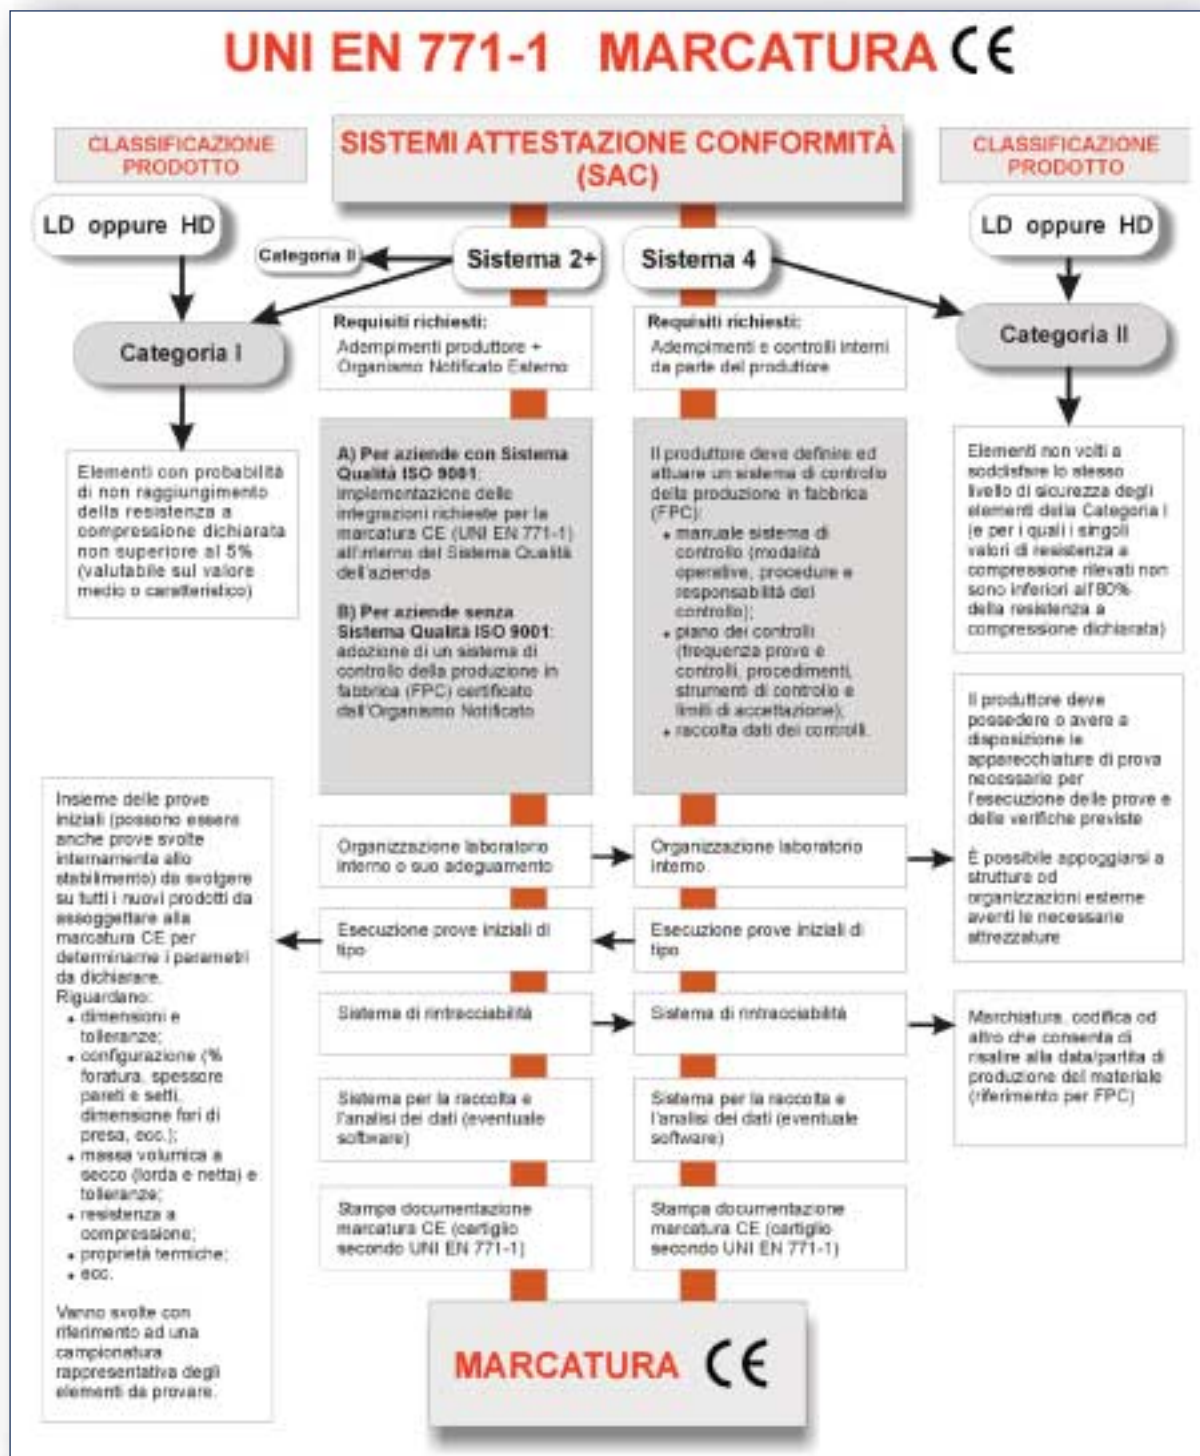 UNI EN 771-1 MARCATURA CE
CLASSIFICAZIONE
PRODOTTO
LD oppure HD
Categoria I
Elementi con probabilità
di non raggiungimento
della resistenza a
compressione dichiarata
non superiore al 5%
(valutabile sul valore
medio o caratteristico)
SISTEMI ATTESTAZIONE CONFORMITÀ
(SAC)
Categoria II
Sistema 2+
Requisiti richiesti:
Adempimenti produttore +
Organismo Notificato Esterno
A) Per aziende con Sistema
Qualità ISO 9001:
implementazione delle
integrazioni richieste per la
marcatura CE (UNI EN 771-1)
all'interno del Sistema Qualità
dell'azienda
B) Per aziende senza
Sistema Qualità ISO 9001:
adozione di un sistema di
controllo della produzione in
fabbrica (FPC) certificato
dall'Organismo Notificato
Sistema 4
Requisiti richiesti:
Adempimenti e controlli interni
da parte del produttore
Il produttore deve definire ed
attuare un sistema di controllo
della produzione in fabbrica
(FPC):
• manuale sistema di
controllo (modalità
operative, procedure e
responsabilità del
controllo);
• piano dei controlli
(frequenza prove e
controlli, procedimenti,
strumenti di controllo e
limiti di accettazione);
• raccolta dati dei controlli.
CLASSIFICAZIONE
PRODOTTO
LD oppure HD
Categoria II
Elementi non volti a
soddisfare lo stesso
livello di sicurezza degli
elementi della Categoria I
(e per i quali i singoli
valori di resistenza a
compressione rilevati non
sono inferiori all'80%
della resistenza a
compressione dichiarata)
Organizzazione laboratorio
interno o suo adeguamento
Organizzazione laboratorio
interno
Il produttore deve
possedere o avere a
disposizione le
apparecchiature di prova
necessarie per
l'esecuzione delle prove e
delle verifiche previste
È possibile appoggiarsi a
strutture od
organizzazioni esterne
aventi le necessarie
attrezzature
Insieme delle prove
iniziali (possono essere
anche prove svolte
internamente allo
stabilimento) da svolgere
su tutti i nuovi prodotti da
assoggettare alla
marcatura CE per
determinarne i parametri
da dichiarare.
Riguardano:
• dimensioni e
tolleranze;
• configurazione (%
foratura, spessore
pareti e setti,
dimensione fori di
presa, ecc.);
• massa volumica a
secco (lorda e netta) e
tolleranze;
• resistenza a
compressione;
• proprietà termiche;
• ecc.
Vanno svolte con
riferimento ad una
campionatura
rappresentativa degli
elementi da provare.
Esecuzione prove iniziali di
tipo
Esecuzione prove iniziali di
tipo
Sistema di rintracciabilità
Sistema di rintracciabilità
Marchiatura, codifica od
altro che consenta di
risalire alla data/partita di
produzione del materiale
(riferimento per FPC)
Sistema per la raccolta e
l'analisi dei dati (eventuale
software)
Sistema per la raccolta e
l'analisi dei dati (eventuale
software)
Stampa documentazione
marcatura CE (cartiglio
secondo UNI EN 771-1)
Stampa documentazione
marcatura CE (cartiglio
secondo UNI EN 771-1)
MARCATURA CE